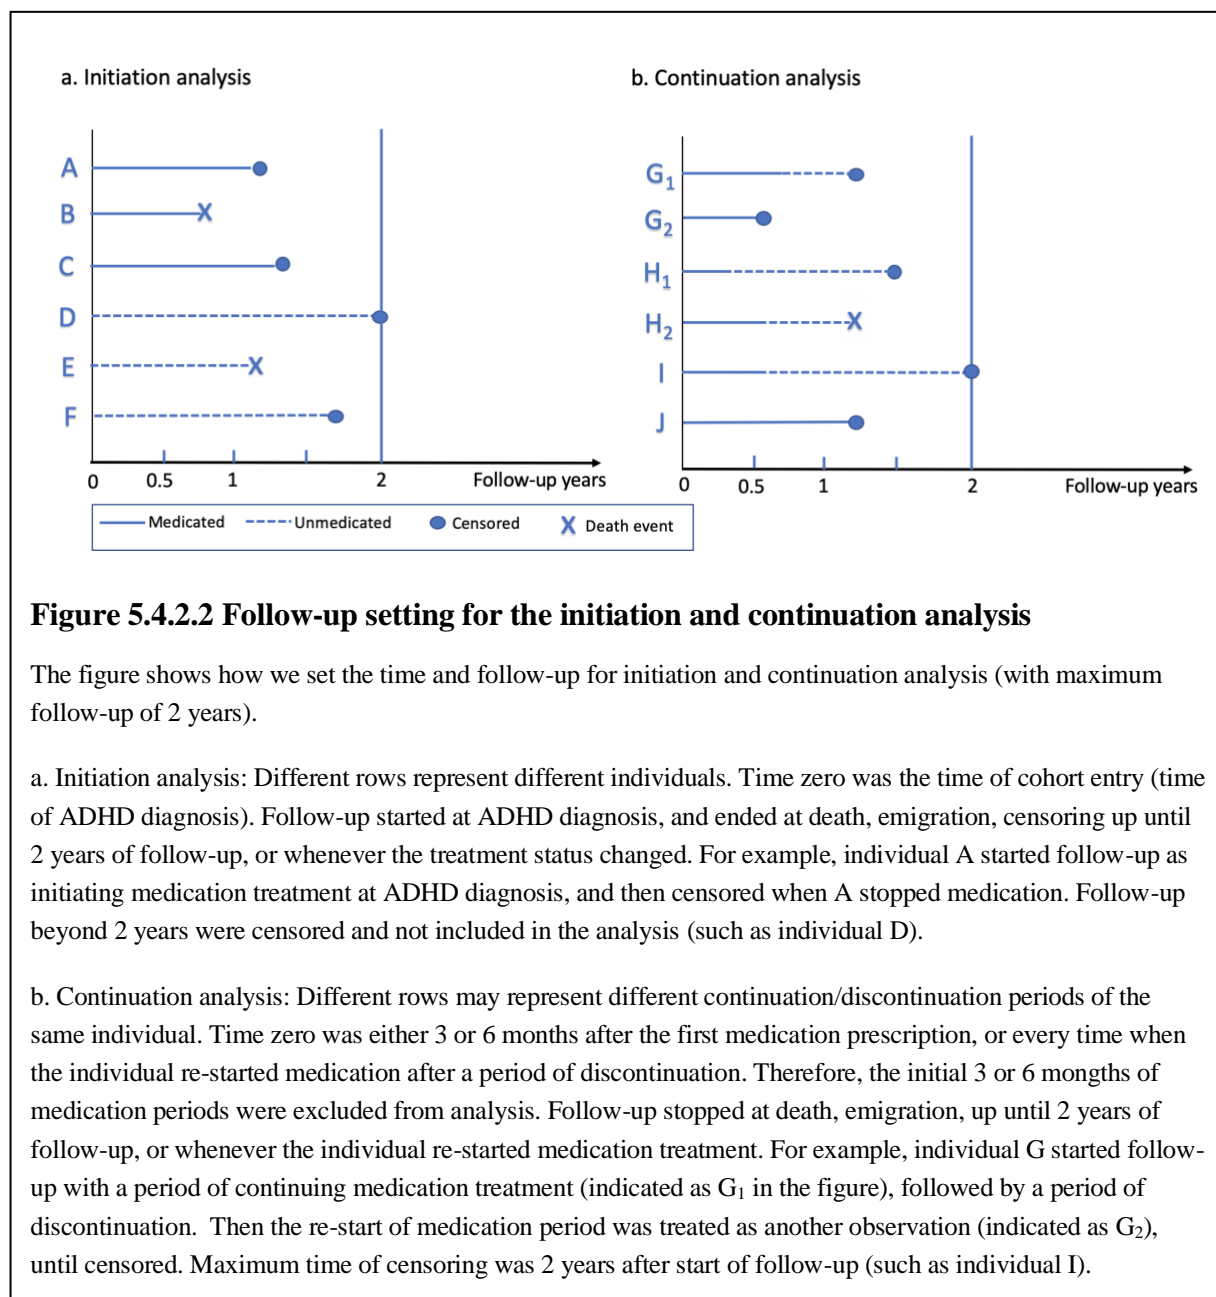 a. Initiation analysis
b. Continuation analysis
A
B
C
D
E
F
0 0.5 1 2 Follow-up years
G₁
G₂
H₁
H₂
I
J
0 0.5 1 2 Follow-up years
Medicated Unmedicated Censored X Death event
Figure 5.4.2.2 Follow-up setting for the initiation and continuation analysis
The figure shows how we set the time and follow-up for initiation and continuation analysis (with maximum
follow-up of 2 years).
a. Initiation analysis: Different rows represent different individuals. Time zero was the time of cohort entry (time
of ADHD diagnosis). Follow-up started at ADHD diagnosis, and ended at death, emigration, censoring up until
2 years of follow-up, or whenever the treatment status changed. For example, individual A started follow-up as
initiating medication treatment at ADHD diagnosis, and then censored when A stopped medication. Follow-up
beyond 2 years were censored and not included in the analysis (such as individual D).
b. Continuation analysis: Different rows may represent different continuation/discontinuation periods of the
same individual. Time zero was either 3 or 6 months after the first medication prescription, or every time when
the individual re-started medication after a period of discontinuation. Therefore, the initial 3 or 6 mongths of
medication periods were excluded from analysis. Follow-up stopped at death, emigration, up until 2 years of
follow-up, or whenever the individual re-started medication treatment. For example, individual G started follow-
up with a period of continuing medication treatment (indicated as G₁ in the figure), followed by a period of
discontinuation. Then the re-start of medication period was treated as another observation (indicated as G₂),
until censored. Maximum time of censoring was 2 years after start of follow-up (such as individual I).